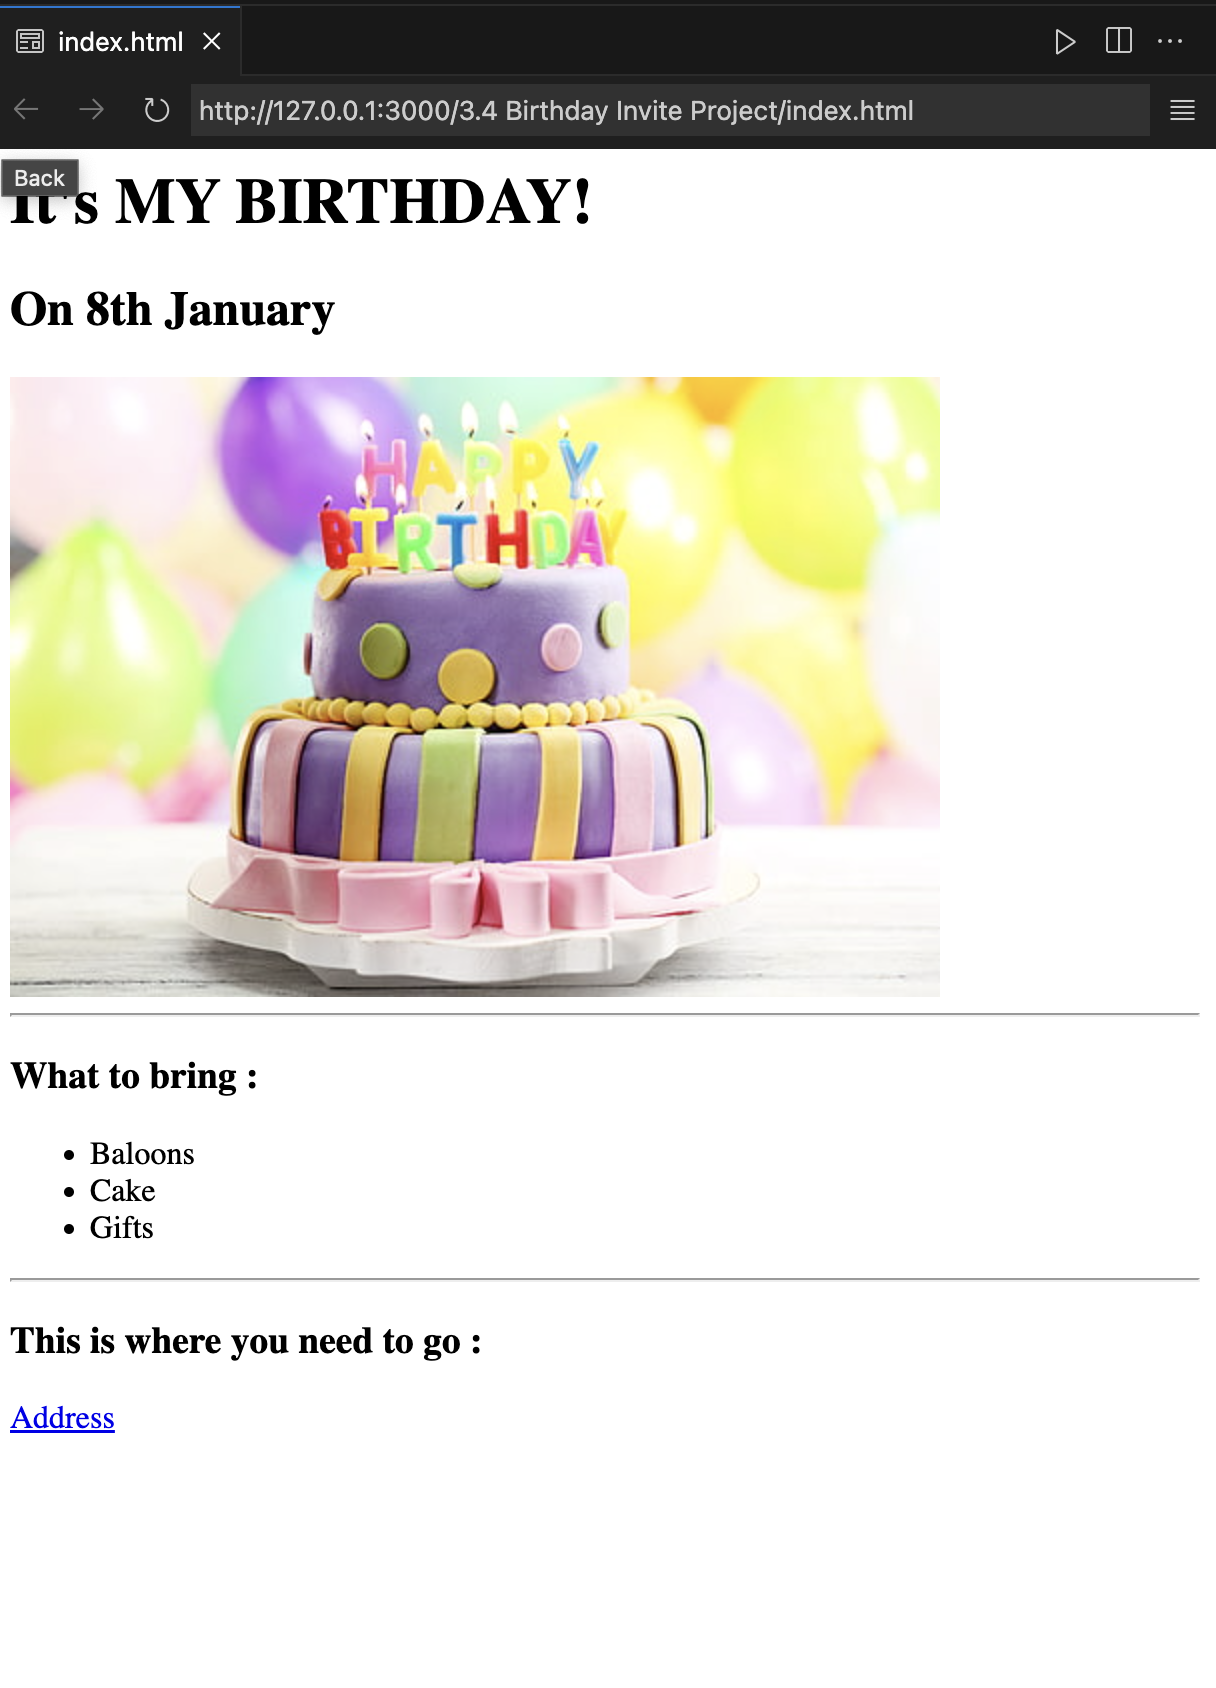 index.html
http://127.0.0.1:3000/3.4 Birthday Invite Project/index.html
Back
It's MY BIRTHDAY!
On 8th January
HAPPY
BIRTHDAY
What to bring :
Baloons
Cake
Gifts
This is where you need to go :
Address